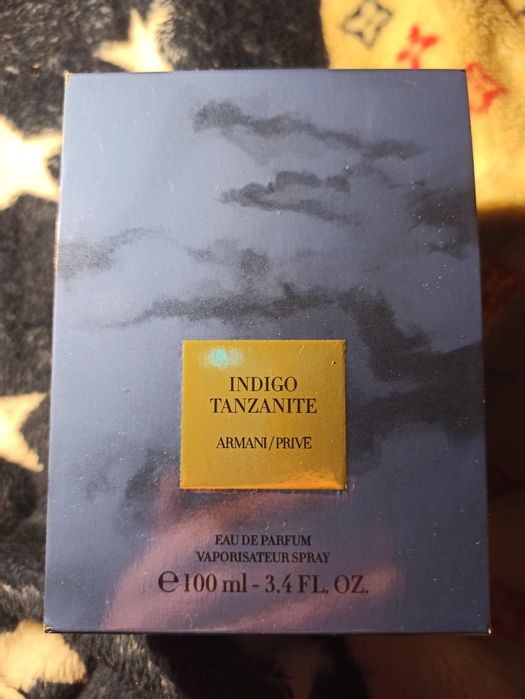 INDIGO
TANZANITE
ARMANI/PRIVE
EAU DE PARFUM
VAPORISATEUR SPRAY
℮100 ml - 3.4 FL. OZ.